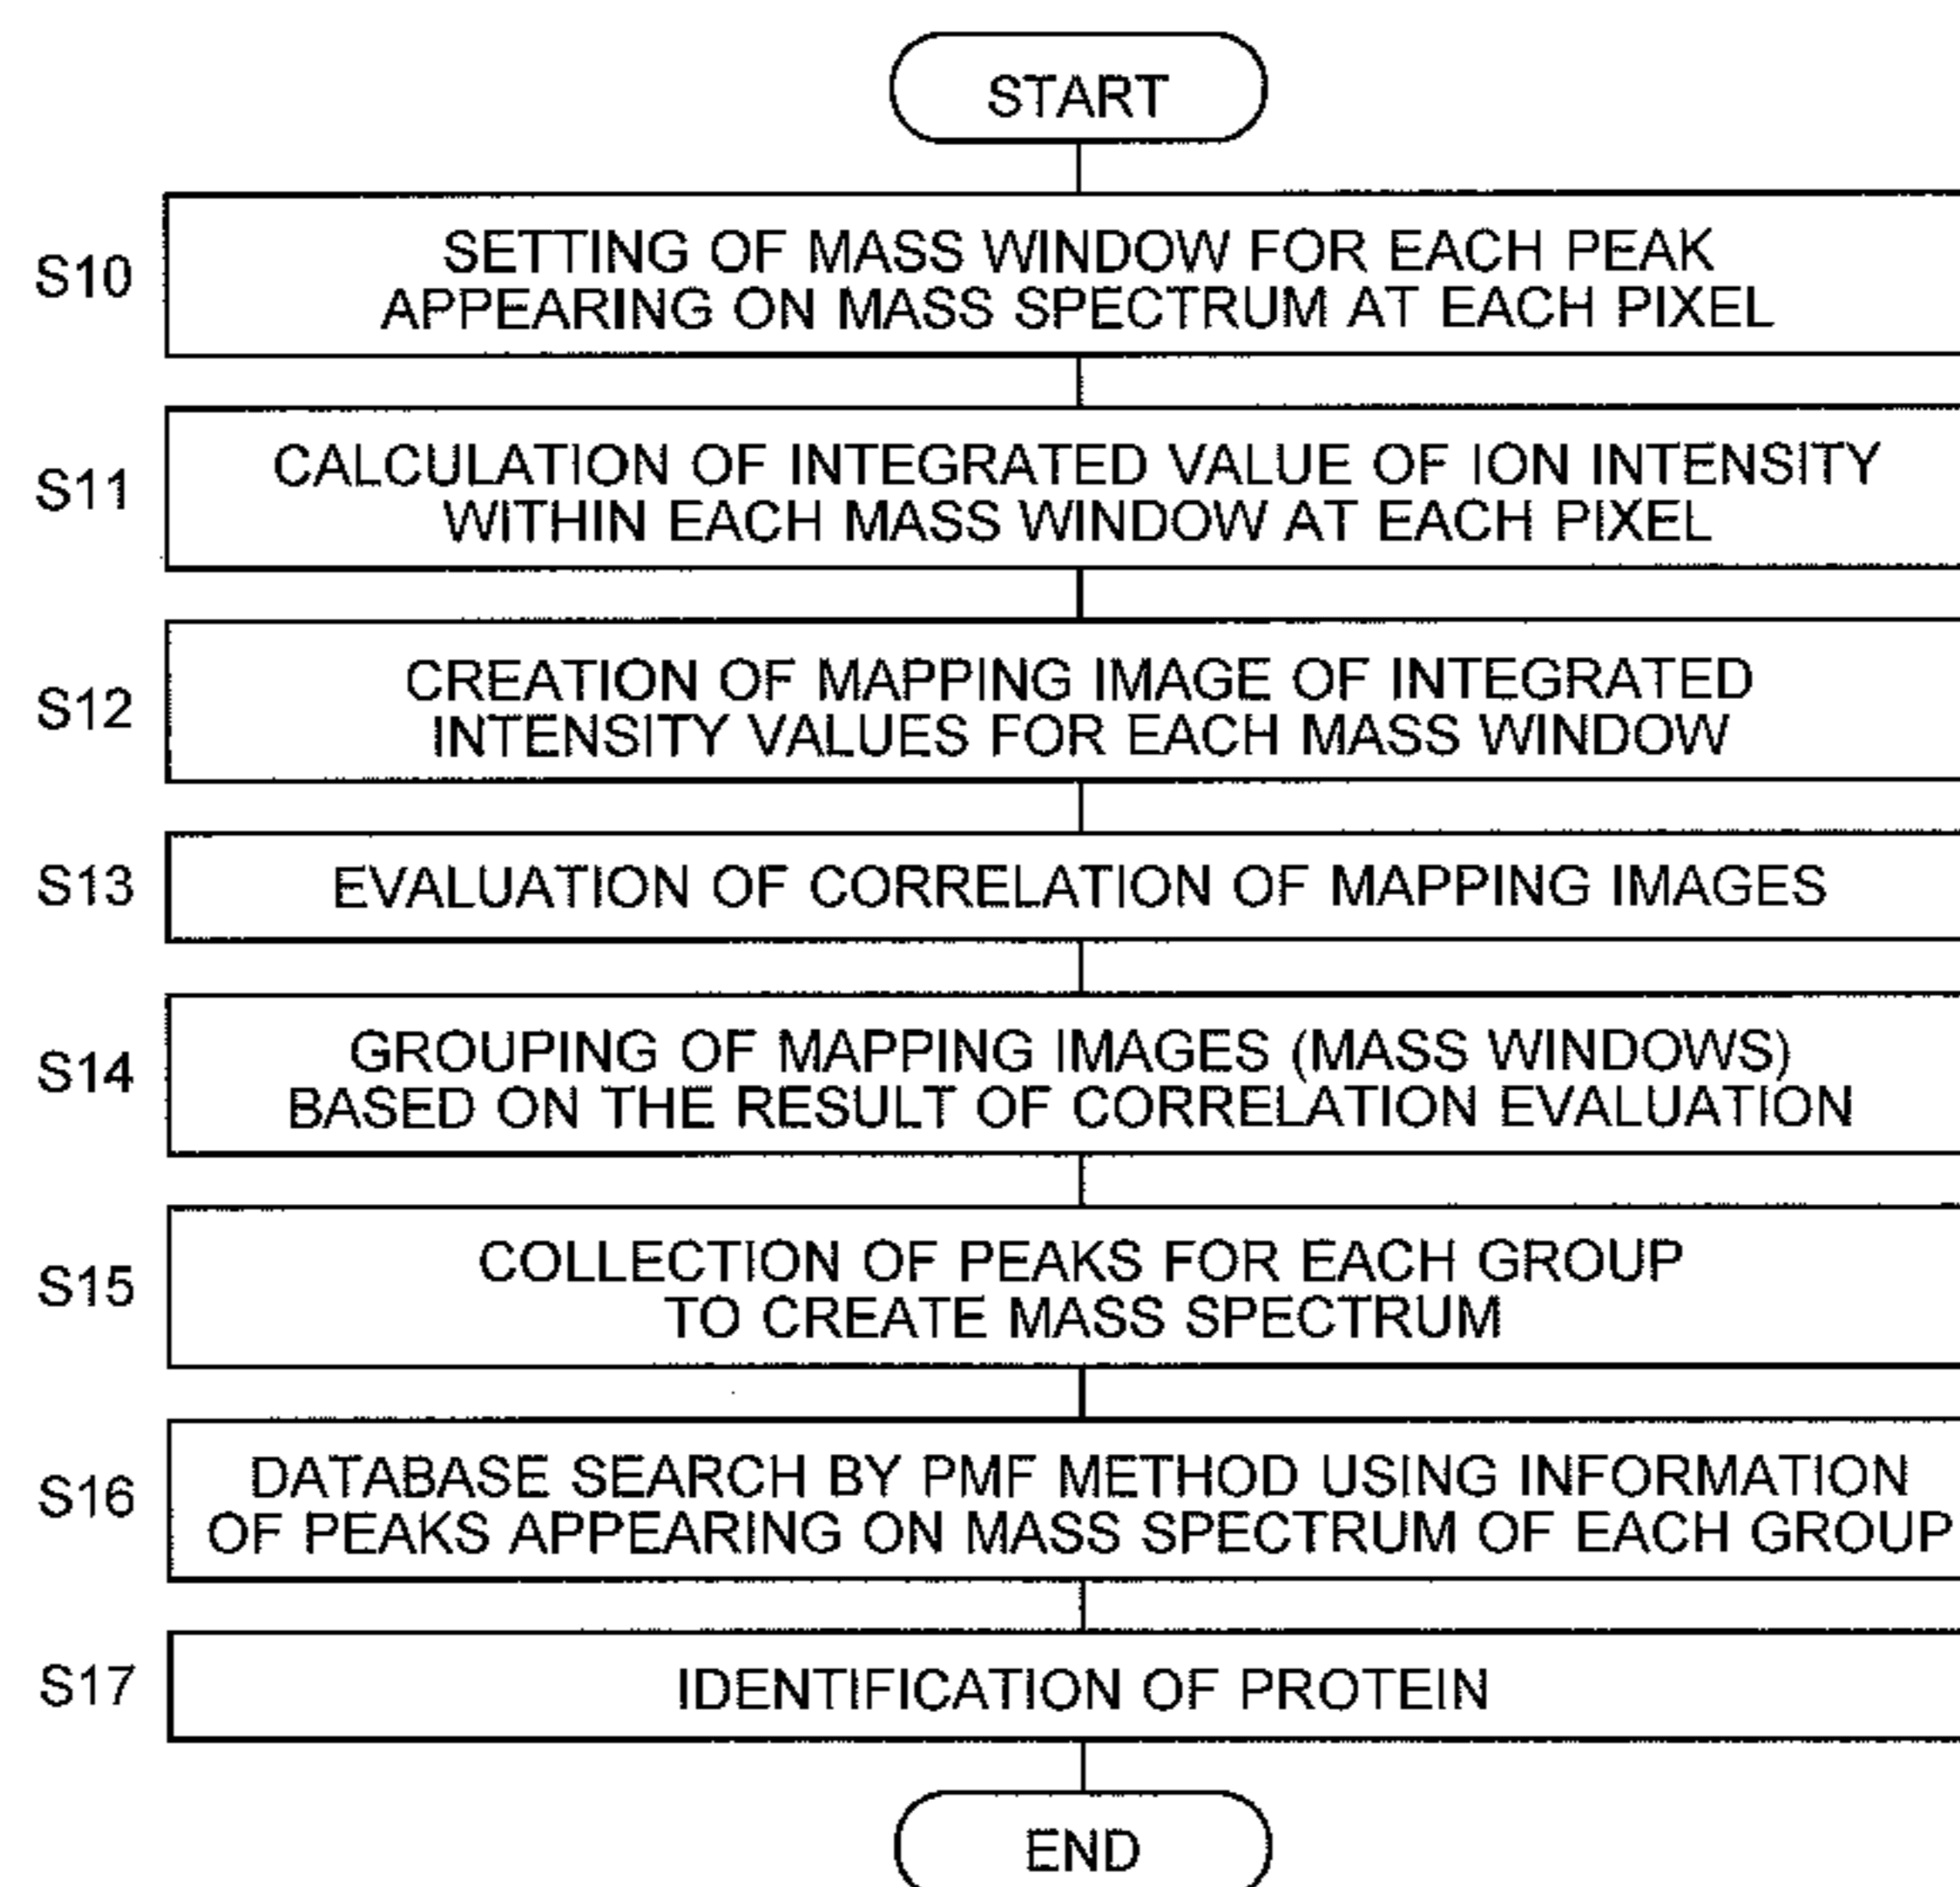 START
S10
SETTING OF MASS WINDOW FOR EACH PEAK
APPEARING ON MASS SPECTRUM AT EACH PIXEL
S11
CALCULATION OF INTEGRATED VALUE OF ION INTENSITY
WITHIN EACH MASS WINDOW AT EACH PIXEL
S12
CREATION OF MAPPING IMAGE OF INTEGRATED
INTENSITY VALUES FOR EACH MASS WINDOW
S13
EVALUATION OF CORRELATION OF MAPPING IMAGES
S14
GROUPING OF MAPPING IMAGES (MASS WINDOWS)
BASED ON THE RESULT OF CORRELATION EVALUATION
S15
COLLECTION OF PEAKS FOR EACH GROUP
TO CREATE MASS SPECTRUM
S16
DATABASE SEARCH BY PMF METHOD USING INFORMATION
OF PEAKS APPEARING ON MASS SPECTRUM OF EACH GROUP
S17
IDENTIFICATION OF PROTEIN
END